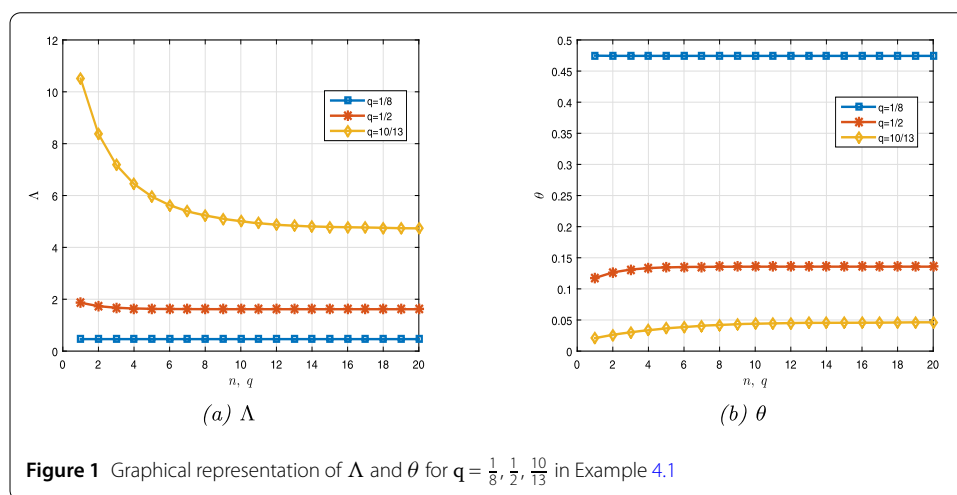 12
10
8
6
4
2
0
Λ
0 2 4 6 8 10 12 14 16 18 20
n, q
q=1/8
q=1/2
q=10/13
(a) Λ
0.5
0.45
0.4
0.35
0.3
0.25
0.2
0.15
0.1
0.05
0
θ
0 2 4 6 8 10 12 14 16 18 20
n, q
q=1/8
q=1/2
q=10/13
(b) θ
Figure 1 Graphical representation of Λ and θ for q = 1/8, 1/2, 10/13 in Example 4.1